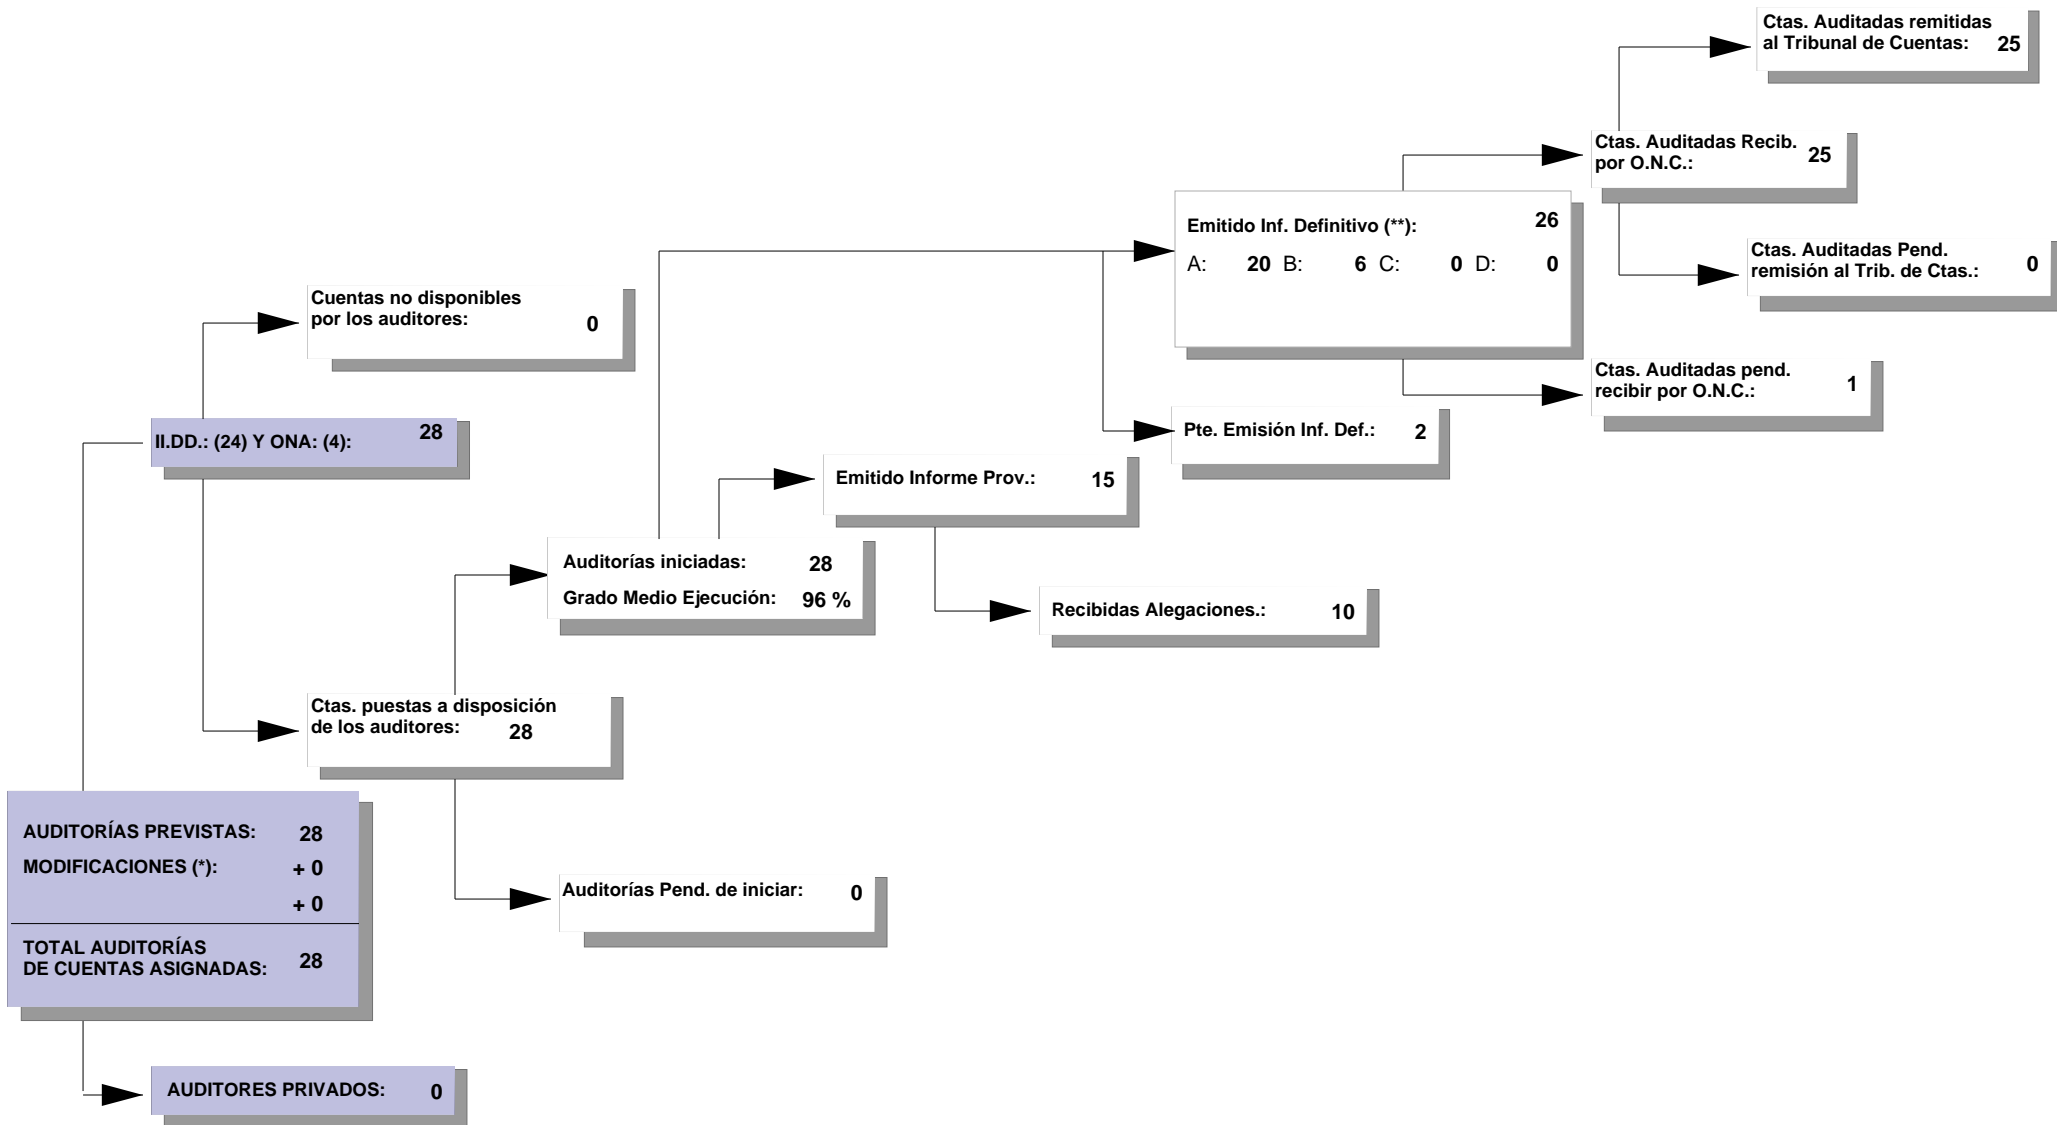 Ctas. Auditadas remitidas
al Tribunal de Cuentas: 25
Ctas. Auditadas Recib.
por O.N.C.: 25
Emitido Inf. Definitivo (**): 26
A: 20 B: 6 C: 0 D: 0
Ctas. Auditadas Pend.
remisión al Trib. de Ctas.: 0
Cuentas no disponibles
por los auditores: 0
Ctas. Auditadas pend.
recibir por O.N.C.: 1
II.DD.: (24) Y ONA: (4): 28
Pte. Emisión Inf. Def.: 2
Emitido Informe Prov.: 15
Auditorías iniciadas: 28
Grado Medio Ejecución: 96 %
Recibidas Alegaciones.: 10
Ctas. puestas a disposición
de los auditores: 28
AUDITORÍAS PREVISTAS: 28
MODIFICACIONES (*): + 0
+ 0
TOTAL AUDITORÍAS
DE CUENTAS ASIGNADAS: 28
Auditorías Pend. de iniciar: 0
AUDITORES PRIVADOS: 0